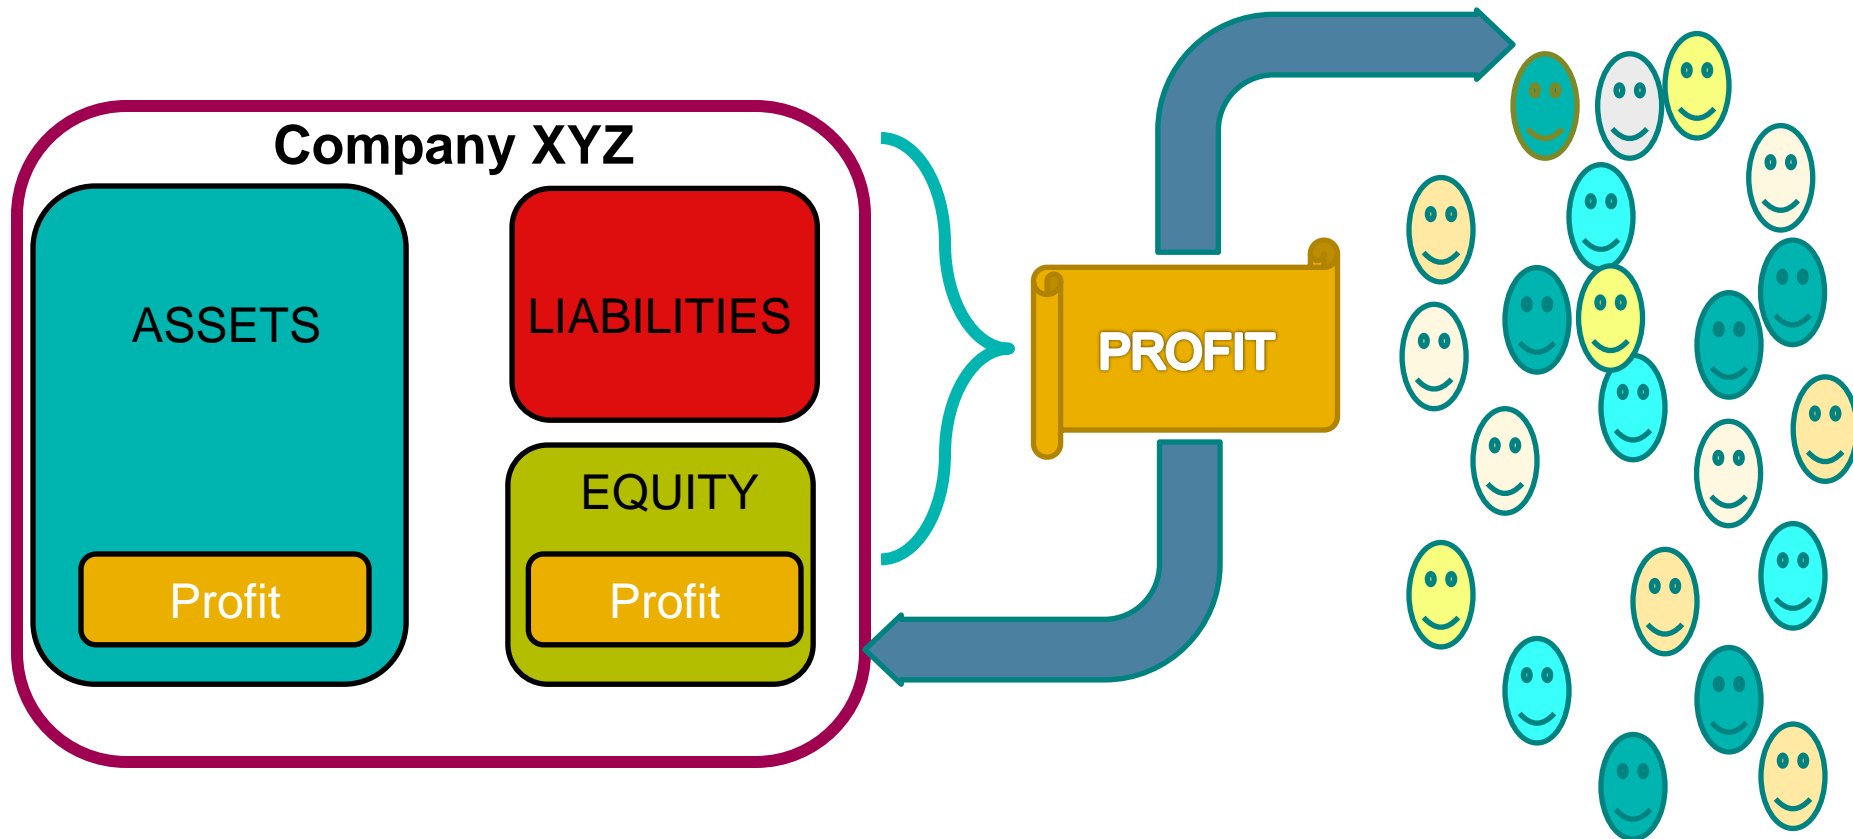 Company XYZ
ASSETS
LIABILITIES
EQUITY
Profit
Profit
PROFIT